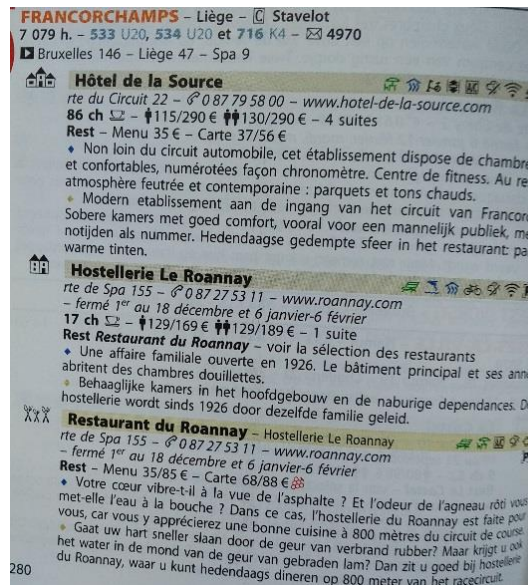 FRANCORCHAMPS – Liège – C Stavelot
7 079 h. – 533 U20, 534 U20 et 716 K4 – ✉ 4970
▶ Bruxelles 146 – Liège 47 – Spa 9
Hôtel de la Source
rte du Circuit 22 – ✆ 0 87 79 58 00 – www.hotel-de-la-source.com
86 ch – 115/290 € 130/290 € – 4 suites
Rest – Menu 35 € – Carte 37/56 €
♦ Non loin du circuit automobile, cet établissement dispose de chambre
et confortables, numérotées façon chronomètre. Centre de fitness. Au re
atmosphère feutrée et contemporaine : parquets et tons chauds.
♦ Modern etablissement aan de ingang van het circuit van Francor
Sobere kamers met goed comfort, vooral voor een mannelijk publiek, me
notijden als nummer. Hedendaagse gedempte sfeer in het restaurant: pa
warme tinten.
Hostellerie Le Roannay
rte de Spa 155 – ✆ 0 87 27 53 11 – www.roannay.com
– fermé 1er au 18 décembre et 6 janvier-6 février
17 ch – 129/169 € 129/189 € – 1 suite
Rest Restaurant du Roannay – voir la sélection des restaurants
♦ Une affaire familiale ouverte en 1926. Le bâtiment principal et ses ann
abritent des chambres douillettes.
♦ Behaaglijke kamers in het hoofdgebouw en de naburige dependances. D
hostellerie wordt sinds 1926 door dezelfde familie geleid.
Restaurant du Roannay – Hostellerie Le Roannay
rte de Spa 155 – ✆ 0 87 27 53 11 – www.roannay.com
– fermé 1er au 18 décembre et 6 janvier-6 février
Rest – Menu 35/85 € – Carte 68/88 €
♦ Votre cœur vibre-t-il à la vue de l'asphalte ? Et l'odeur de l'agneau rôti vous
met-elle l'eau à la bouche ? Dans ce cas, l'hostellerie du Roannay est faite pour
vous, car vous y apprécierez une bonne cuisine à 800 mètres du circuit de course.
♦ Gaat uw hart sneller slaan door de geur van verbrand rubber? Maar krijgt u ook
het water in de mond van de geur van gebraden lam? Dan zit u goed bij hostellerie
du Roannay, waar u kunt hedendaags dineren op 800 meter van het racecircuit.
280